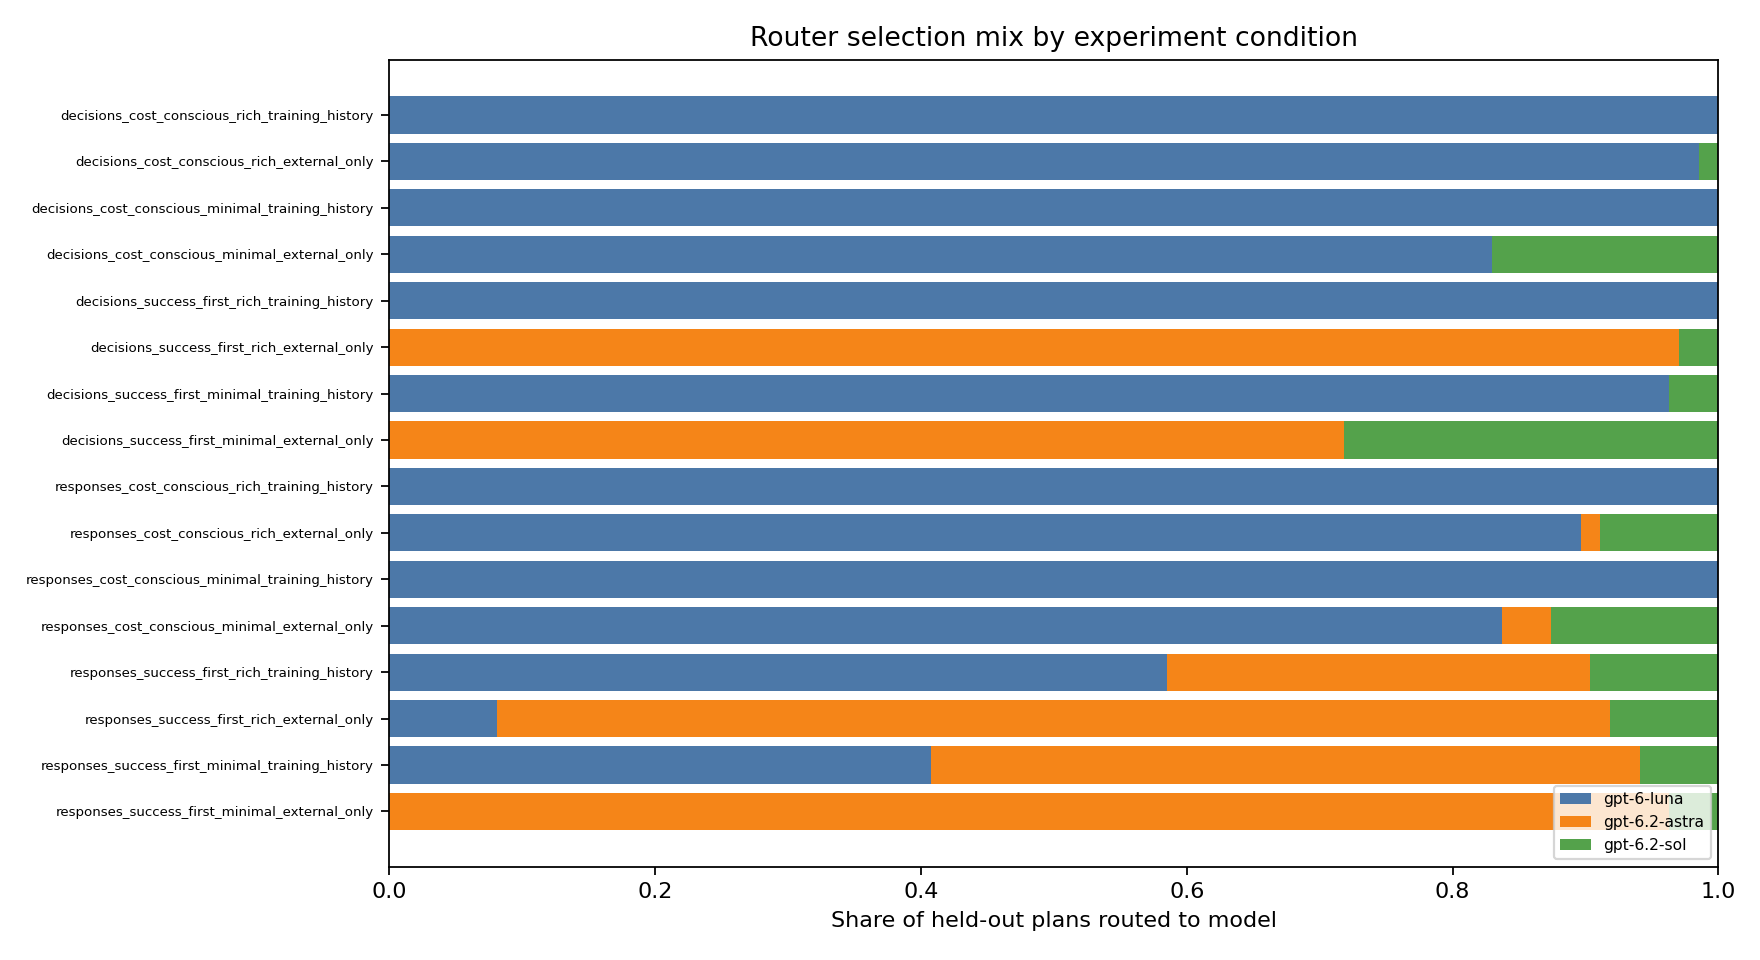 Router selection mix by experiment condition
decisions_cost_conscious_rich_training_history
decisions_cost_conscious_rich_external_only
decisions_cost_conscious_minimal_training_history
decisions_cost_conscious_minimal_external_only
decisions_success_first_rich_training_history
decisions_success_first_rich_external_only
decisions_success_first_minimal_training_history
decisions_success_first_minimal_external_only
responses_cost_conscious_rich_training_history
responses_cost_conscious_rich_external_only
responses_cost_conscious_minimal_training_history
responses_cost_conscious_minimal_external_only
responses_success_first_rich_training_history
responses_success_first_rich_external_only
responses_success_first_minimal_training_history
responses_success_first_minimal_external_only
gpt-6-luna
gpt-6.2-astra
gpt-6.2-sol
0.0 0.2 0.4 0.6 0.8 1.0
Share of held-out plans routed to model